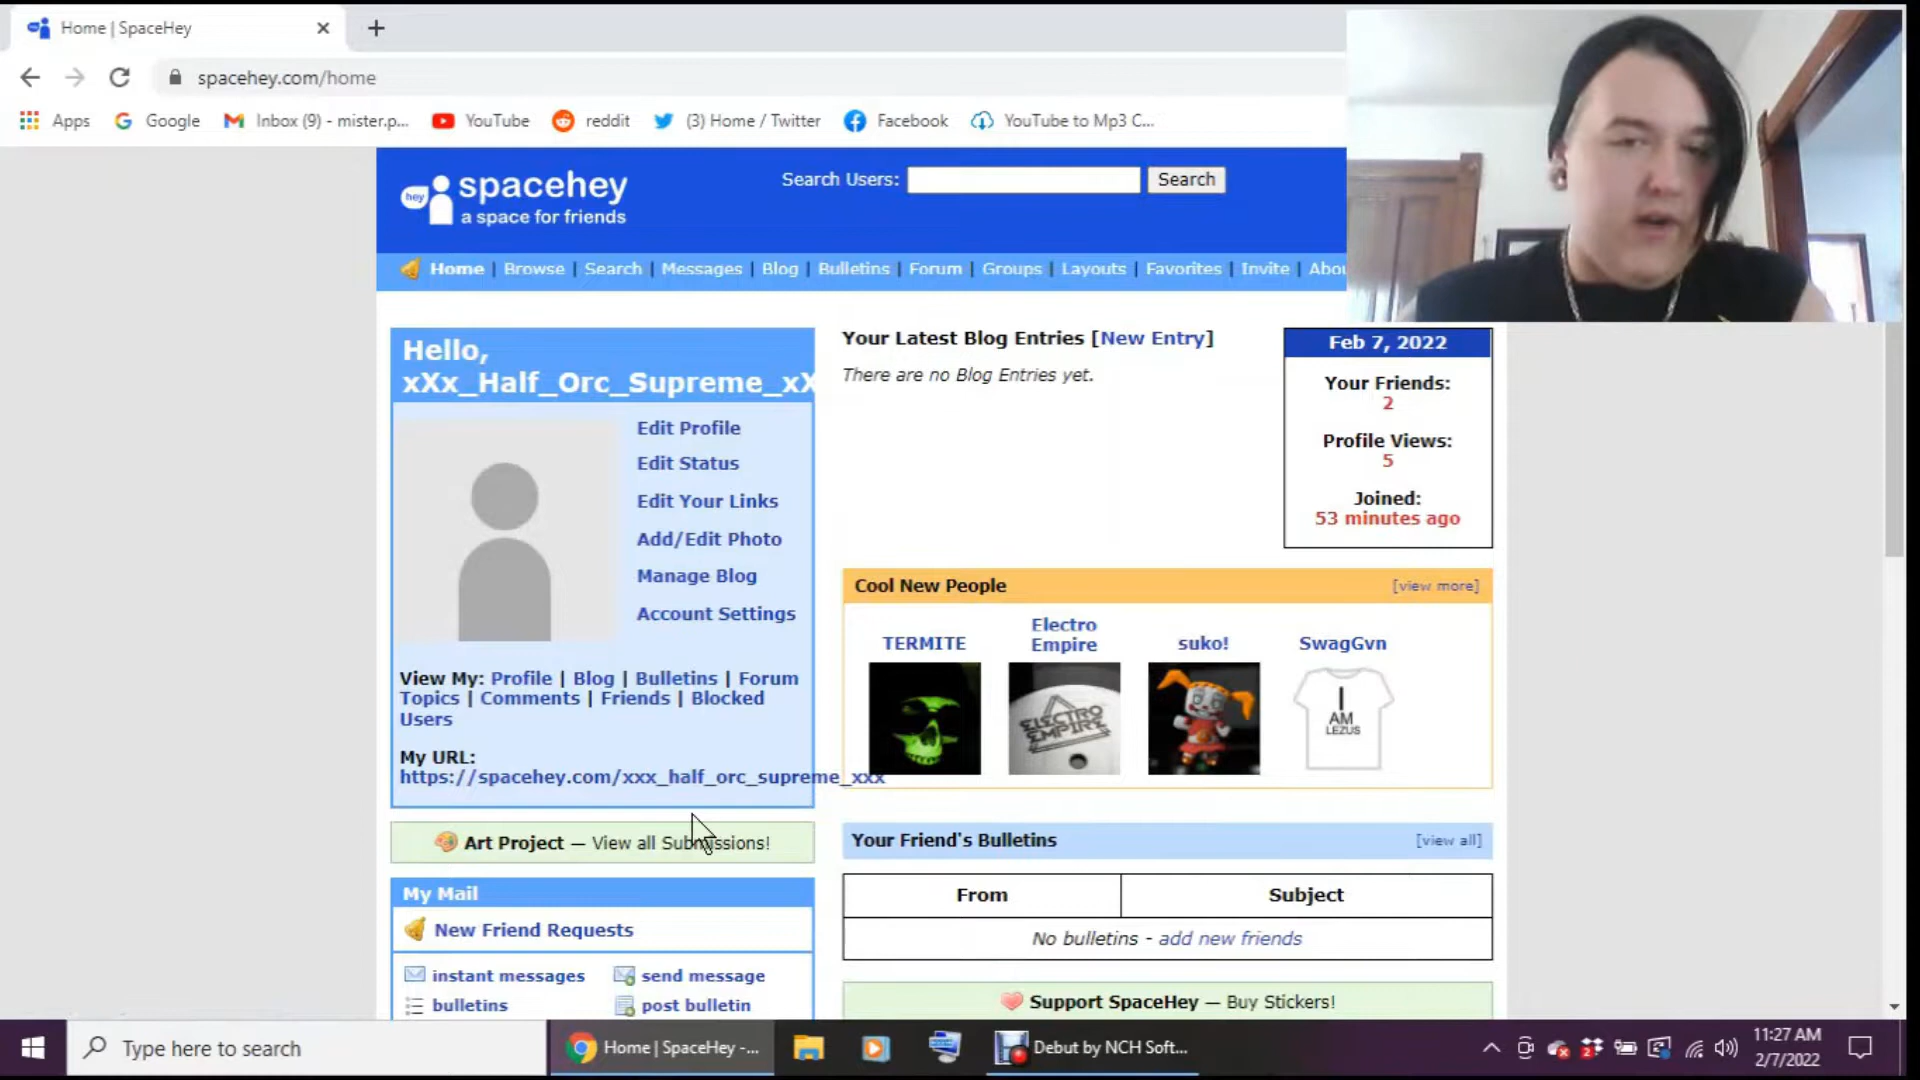 Home | SpaceHey
spacehey.com/home
Apps Google Inbox (9) - mister.p... YouTube reddit (3) Home / Twitter Facebook YouTube to Mp3 C...
hey spacehey
a space for friends
Search Users: Search
Home | Browse | Search | Messages | Blog | Bulletins | Forum | Groups | Layouts | Favorites | Invite | Abou
Hello,
xXx_Half_Orc_Supreme_xX
Edit Profile
Edit Status
Edit Your Links
Add/Edit Photo
Manage Blog
Account Settings
View My: Profile | Blog | Bulletins | Forum
Topics | Comments | Friends | Blocked
Users
My URL:
https://spacehey.com/xxx_half_orc_supreme_xxx
Art Project — View all Submissions!
My Mail
New Friend Requests
instant messages send message
bulletins post bulletin
Your Latest Blog Entries [New Entry]
There are no Blog Entries yet.
Feb 7, 2022
Your Friends:
2
Profile Views:
5
Joined:
53 minutes ago
Cool New People [view more]
TERMITE
Electro
Empire
suko!
SwagGvn
ELECTRO
EMPIRE
I
AM
LEZUS
Your Friend's Bulletins [view all]
From Subject
No bulletins - add new friends
Support SpaceHey — Buy Stickers!
Type here to search
Home | SpaceHey -...
Debut by NCH Soft...
2
11:27 AM
2/7/2022